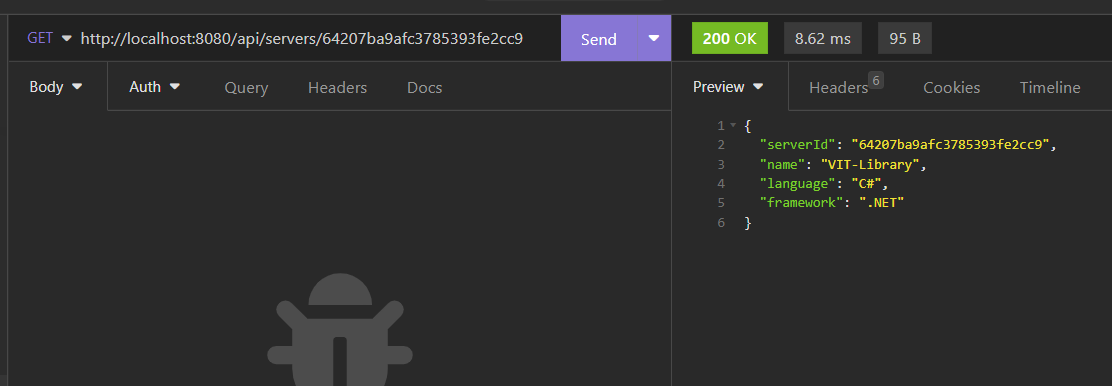 GET http://localhost:8080/api/servers/64207ba9afc3785393fe2cc9 Send 200 OK 8.62 ms 95 B
Body Auth Query Headers Docs Preview Headers 6 Cookies Timeline
1 {
2 "serverId": "64207ba9afc3785393fe2cc9",
3 "name": "VIT-Library",
4 "language": "C#",
5 "framework": ".NET"
6 }